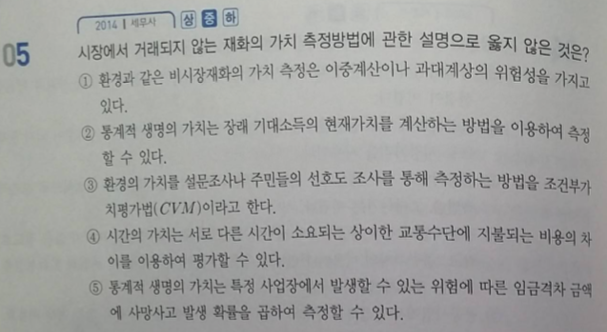 2014 세무사 상 중 하
05 시장에서 거래되지 않는 재화의 가치 측정방법에 관한 설명으로 옳지 않은 것은?
① 환경과 같은 비시장재화의 가치 측정은 이중계산이나 과대계상의 위험성을 가지고
있다.
② 통계적 생명의 가치는 장래 기대소득의 현재가치를 계산하는 방법을 이용하여 측정
할 수 있다.
③ 환경의 가치를 설문조사나 주민들의 선호도 조사를 통해 측정하는 방법을 조건부가
치평가법(CVM)이라고 한다.
④ 시간의 가치는 서로 다른 시간이 소요되는 상이한 교통수단에 지불되는 비용의 차
이를 이용하여 평가할 수 있다.
⑤ 통계적 생명의 가치는 특정 사업장에서 발생할 수 있는 위험에 따른 임금격차 금액
에 사망사고 발생 확률을 곱하여 측정할 수 있다.